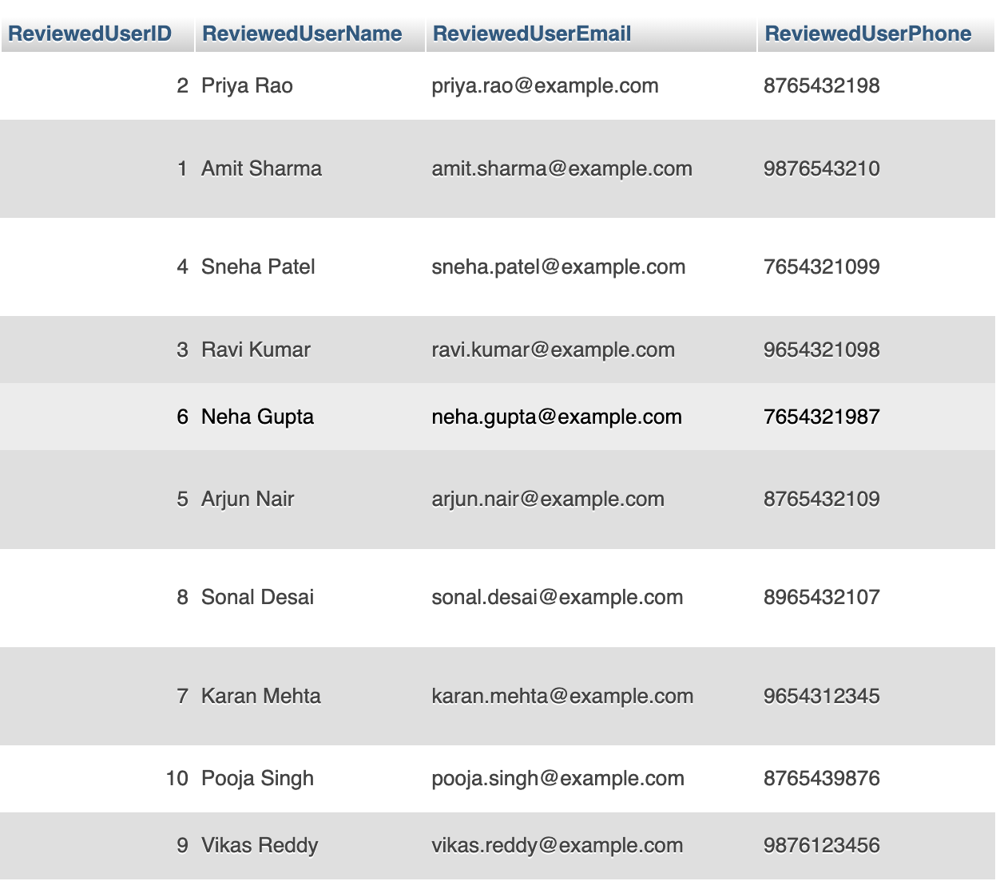 ReviewedUserID ReviewedUserName ReviewedUserEmail ReviewedUserPhone
2 Priya Rao priya.rao@example.com 8765432198
1 Amit Sharma amit.sharma@example.com 9876543210
4 Sneha Patel sneha.patel@example.com 7654321099
3 Ravi Kumar ravi.kumar@example.com 9654321098
6 Neha Gupta neha.gupta@example.com 7654321987
5 Arjun Nair arjun.nair@example.com 8765432109
8 Sonal Desai sonal.desai@example.com 8965432107
7 Karan Mehta karan.mehta@example.com 9654312345
10 Pooja Singh pooja.singh@example.com 8765439876
9 Vikas Reddy vikas.reddy@example.com 9876123456